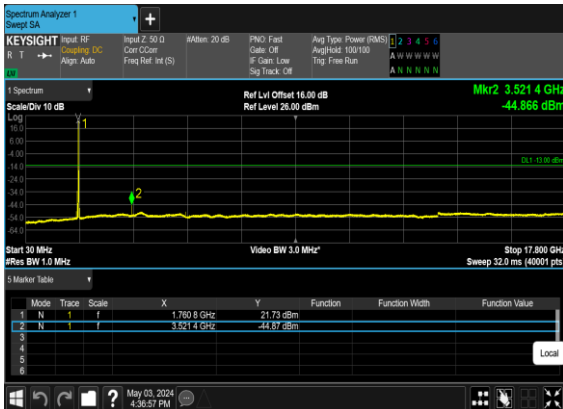 Spectrum Analyzer 1
Swept SA
+
KEYSIGHT Input: RF Input Z: 50 Ω #Atten: 20 dB PNO: Fast Avg Type: Power (RMS) 1 2 3 4 5 6
R T Coupling: DC Corr CCorr Gate: Off Avg|Hold: 100/100 A W W W W W
Align: Auto Freq Ref: Int (S) IF Gain: Low Trig: Free Run
Sig Track: Off A N N N N N
1 Spectrum Ref Lvl Offset 16.00 dB Mkr2 3.521 4 GHz
Scale/Div 10 dB Ref Level 26.00 dBm -44.866 dBm
Log
16.0
6.00
-4.00
-14.0
-24.0
-34.0
-44.0
-54.0
-64.0
1
DL1 -13.00 dBm
2
Start 30 MHz Video BW 3.0 MHz* Stop 17.800 GHz
#Res BW 1.0 MHz Sweep 32.0 ms (40001 pts)
5 Marker Table
Mode Trace Scale X Y Function Function Width Function Value
1 N 1 f 1.760 8 GHz 21.73 dBm
2 N 1 f 3.521 4 GHz -44.87 dBm
3
4
5
6
Local
?
May 03, 2024
4:36:57 PM